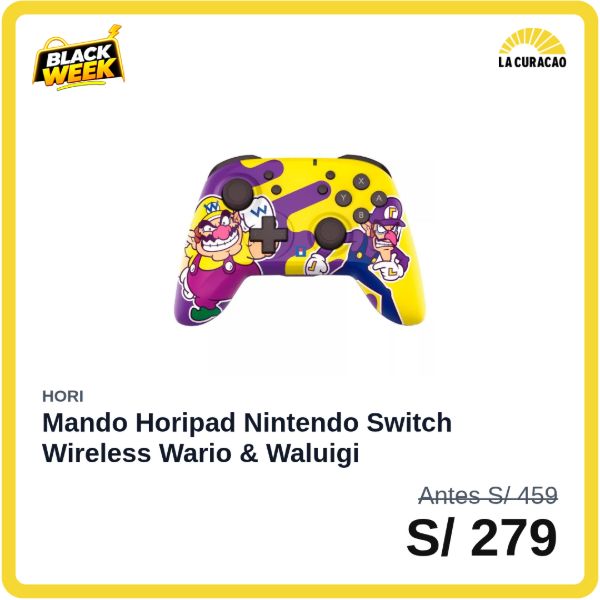 BLACK
WEEK
LA CURACAO
X
Y
A
B
W
W
HORI
Mando Horipad Nintendo Switch
Wireless Wario & Waluigi
Antes S/ 459
S/ 279